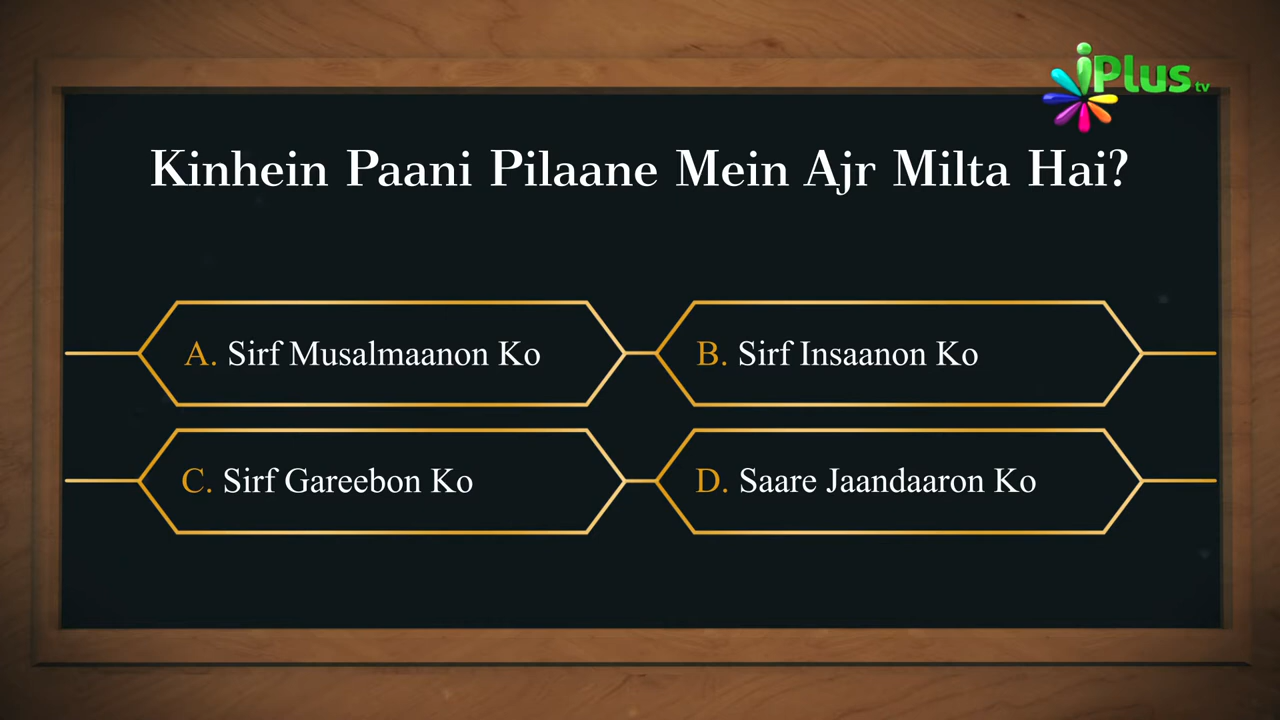 iPlus tv
Kinhein Paani Pilaane Mein Ajr Milta Hai?
A. Sirf Musalmaanon Ko
B. Sirf Insaanon Ko
C. Sirf Gareebon Ko
D. Saare Jaandaaron Ko